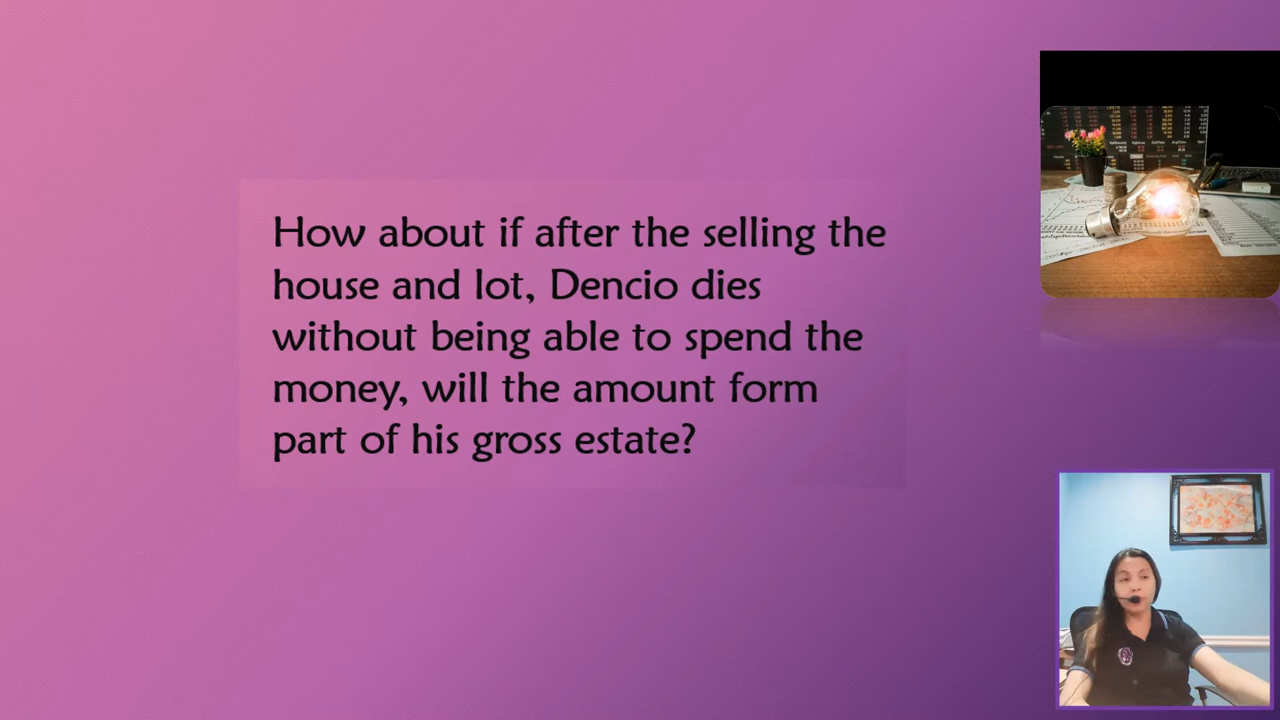 How about if after the selling the
house and lot, Dencio dies
without being able to spend the
money, will the amount form
part of his gross estate?